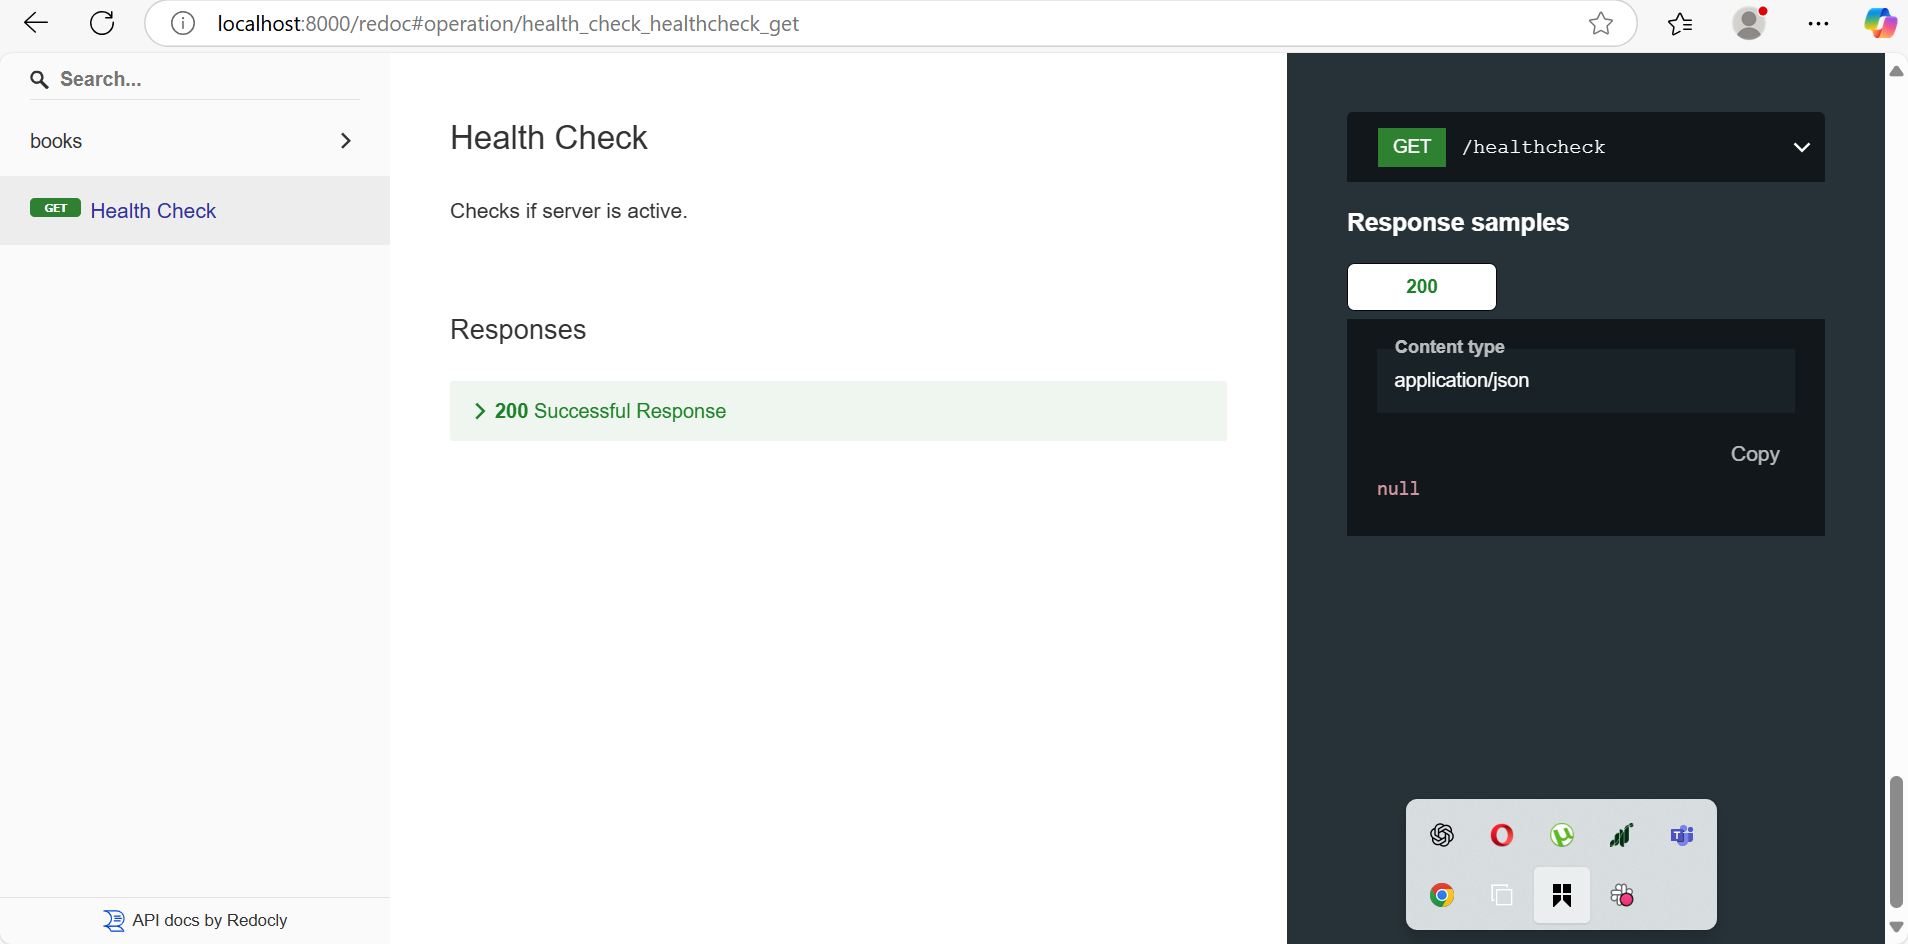 localhost:8000/redoc#operation/health_check_healthcheck_get
Search...
books
GET Health Check
API docs by Redocly
Health Check
Checks if server is active.
Responses
200 Successful Response
GET /healthcheck
Response samples
200
Content type
application/json
Copy
null